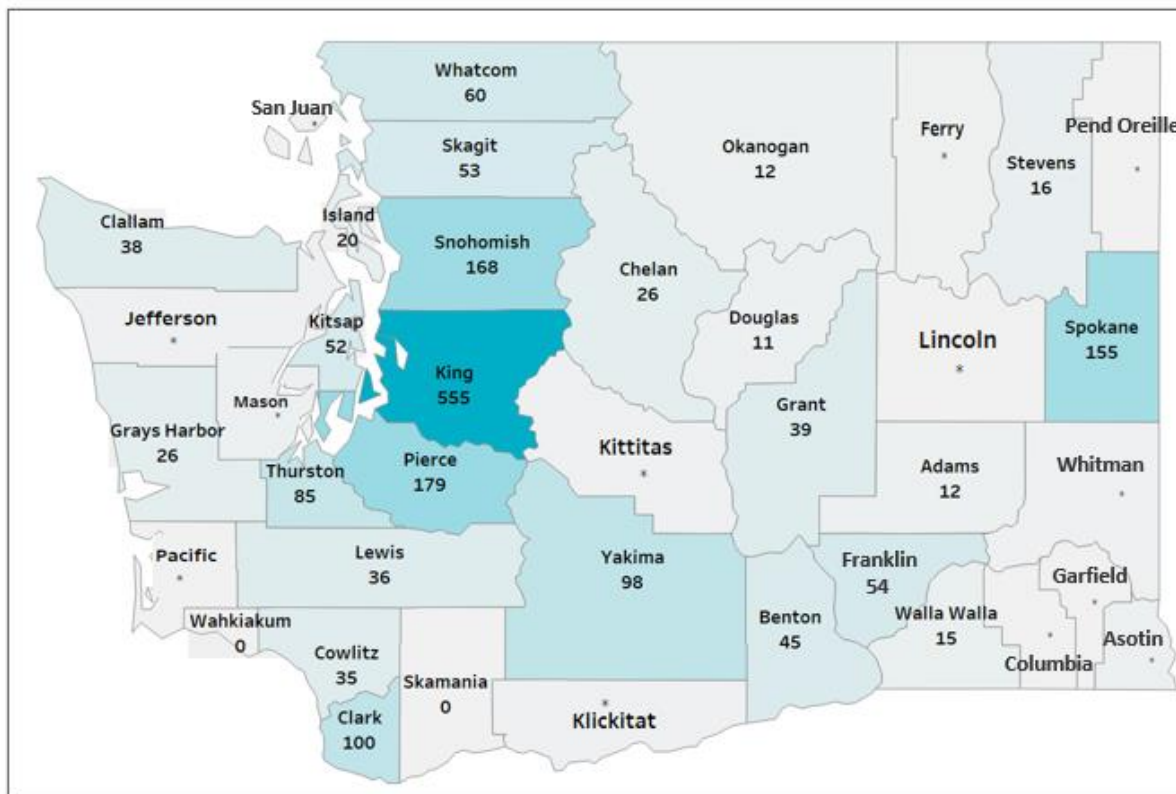 Whatcom
60
San Juan
*
Skagit
53
Okanogan
12
Ferry
*
Stevens
16
Pend Oreille
*
Clallam
38
Island
20
Snohomish
168
Chelan
26
Jefferson
*
Kitsap
52
Douglas
11
Lincoln
*
Spokane
155
King
555
Mason
*
Grant
39
Grays Harbor
26
Thurston
85
Pierce
179
Kittitas
*
Adams
12
Whitman
*
Pacific
*
Lewis
36
Yakima
98
Franklin
54
Garfield
*
Wahkiakum
0
Cowlitz
35
Skamania
0
Benton
45
Walla Walla
15
Columbia
*
Asotin
*
Clark
100
Klickitat
*